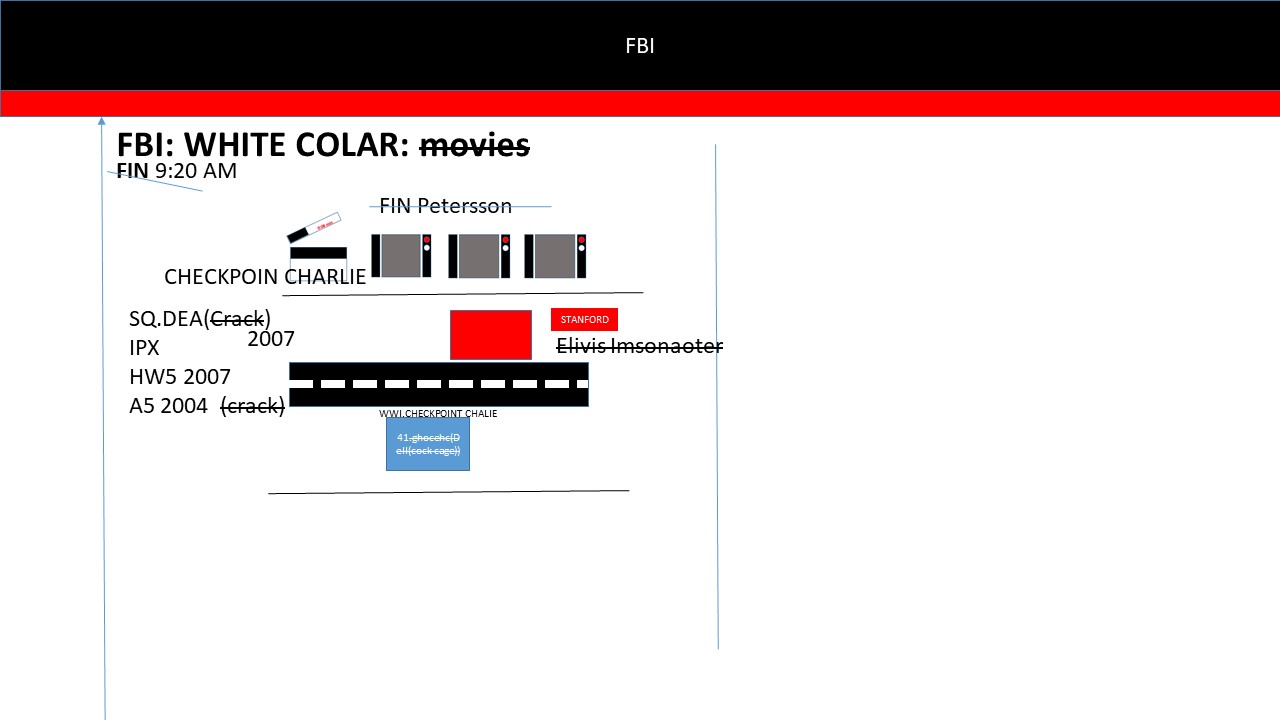 FBI
FBI: WHITE COLAR: movies
FIN 9:20 AM
FIN Petersson
CHECKPOIN CHARLIE
SQ.DEA(Crack)
2007
IPX
HW5 2007
A5 2004 (crack)
STANFORD
Elivis Imsonaoter
WWI.CHECKPOINT CHALIE
41.ghocehc(D
ell(cock cage))